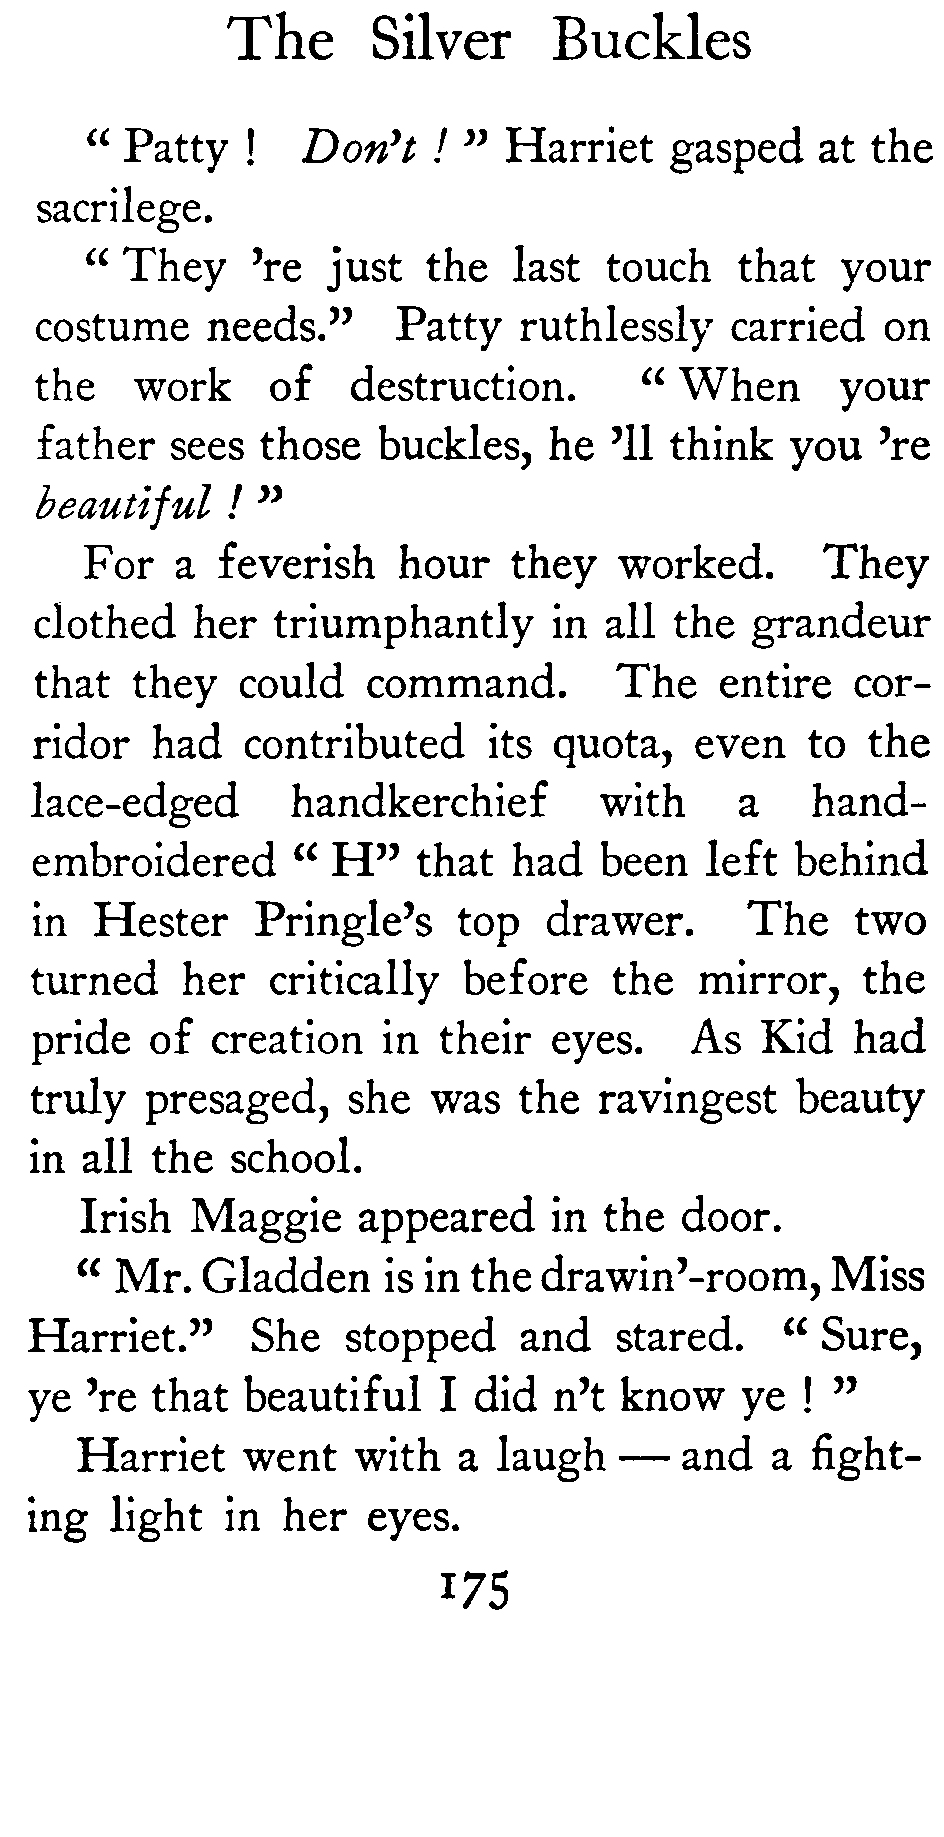 The Silver Buckles
“ Patty ! Don’t ! ” Harriet gasped at the
sacrilege.
“ They ’re just the last touch that your
costume needs.” Patty ruthlessly carried on
the work of destruction. “ When your
father sees those buckles, he ’ll think you ’re
beautiful ! ”
For a feverish hour they worked. They
clothed her triumphantly in all the grandeur
that they could command. The entire cor-
ridor had contributed its quota, even to the
lace-edged handkerchief with a hand-
embroidered “ H” that had been left behind
in Hester Pringle’s top drawer. The two
turned her critically before the mirror, the
pride of creation in their eyes. As Kid had
truly presaged, she was the ravingest beauty
in all the school.
Irish Maggie appeared in the door.
“ Mr. Gladden is in the drawin’-room, Miss
Harriet.” She stopped and stared. “ Sure,
ye ’re that beautiful I did n’t know ye ! ”
Harriet went with a laugh — and a fight-
ing light in her eyes.
175